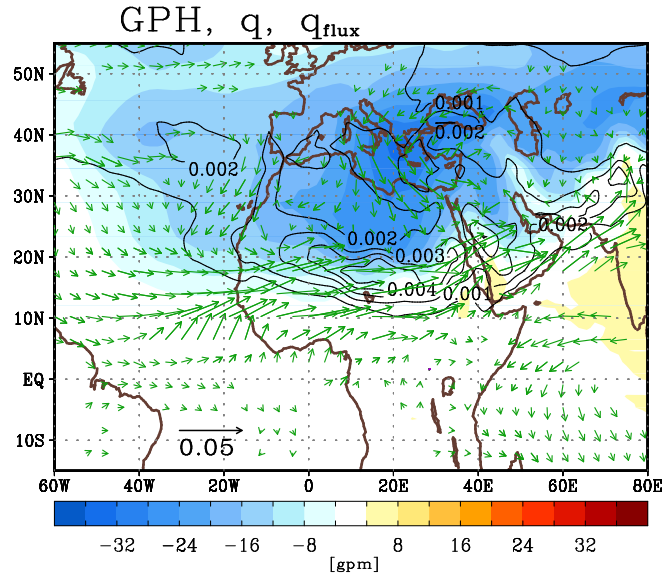 GPH, q, q_flux
50N
40N
30N
20N
10N
EQ
10S
0.001
0.002
0.002
0.002
0.002
0.003
0.004
0.001
0.05
60W 40W 20W 0 20E 40E 60E 80E
-32 -24 -16 -8 8 16 24 32
[gpm]